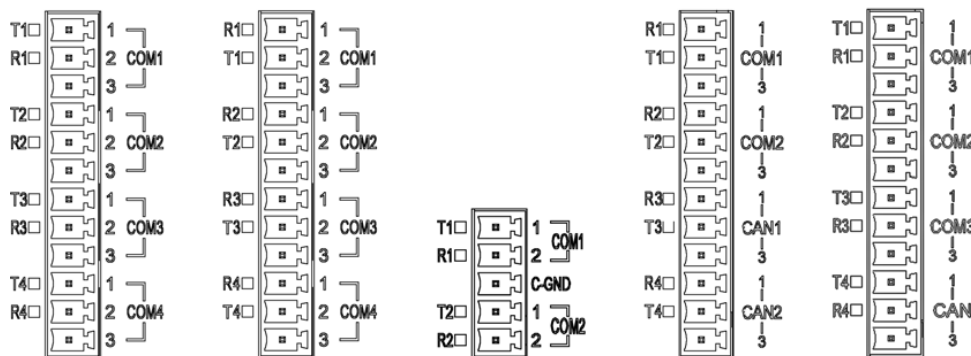 T1 1
R1 2 COM1
3
T2 1
R2 2 COM2
3
T3 1
R3 2 COM3
3
T4 1
R4 2 COM4
3
R1 1
T1 2 COM1
3
R2 1
T2 2 COM2
3
R3 1
T3 2 COM3
3
R4 1
T4 2 COM4
3
T1 1
COM1
R1 2
C-GND
T2 1
COM2
R2 2
R1 1
T1 COM1
3
R2 1
T2 COM2
3
R3 1
T3 CAN1
3
R4 1
T4 CAN2
3
T1 1
R1 COM1
3
T2 1
R2 COM2
3
T3 1
R3 COM3
3
T4 1
R4 CAN
3